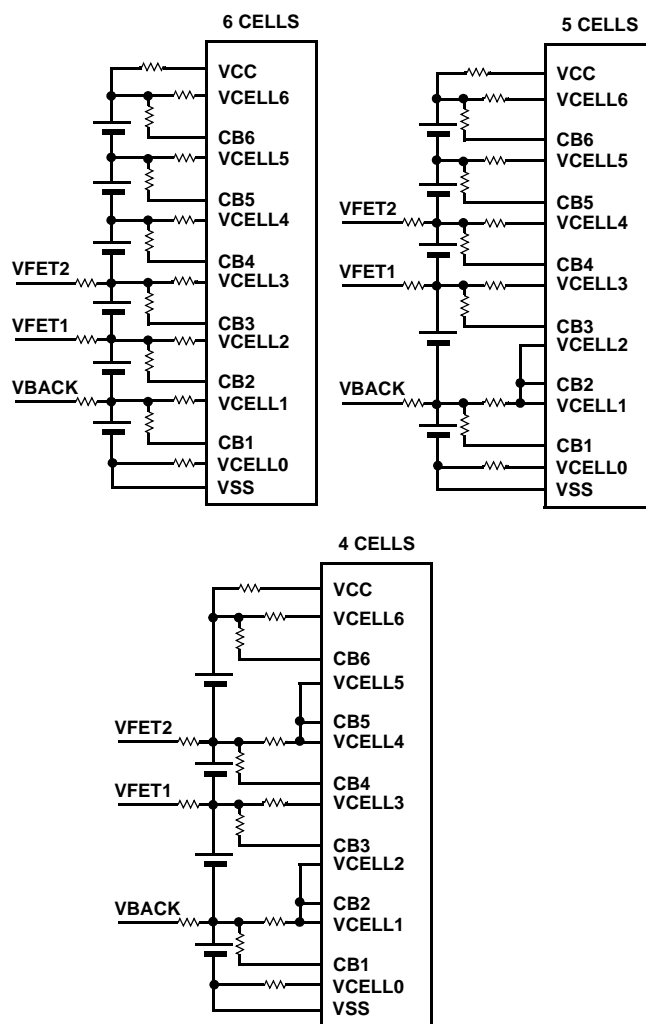 6 CELLS
VCC
VCELL6
CB6
VCELL5
CB5
VCELL4
CB4
VFET2
VCELL3
CB3
VFET1
VCELL2
CB2
VBACK
VCELL1
CB1
VCELL0
VSS
5 CELLS
VCC
VCELL6
CB6
VCELL5
CB5
VFET2
VCELL4
CB4
VFET1
VCELL3
CB3
VCELL2
CB2
VBACK
VCELL1
CB1
VCELL0
VSS
4 CELLS
VCC
VCELL6
CB6
VCELL5
CB5
VFET2
VCELL4
CB4
VFET1
VCELL3
CB3
VCELL2
CB2
VBACK
VCELL1
CB1
VCELL0
VSS